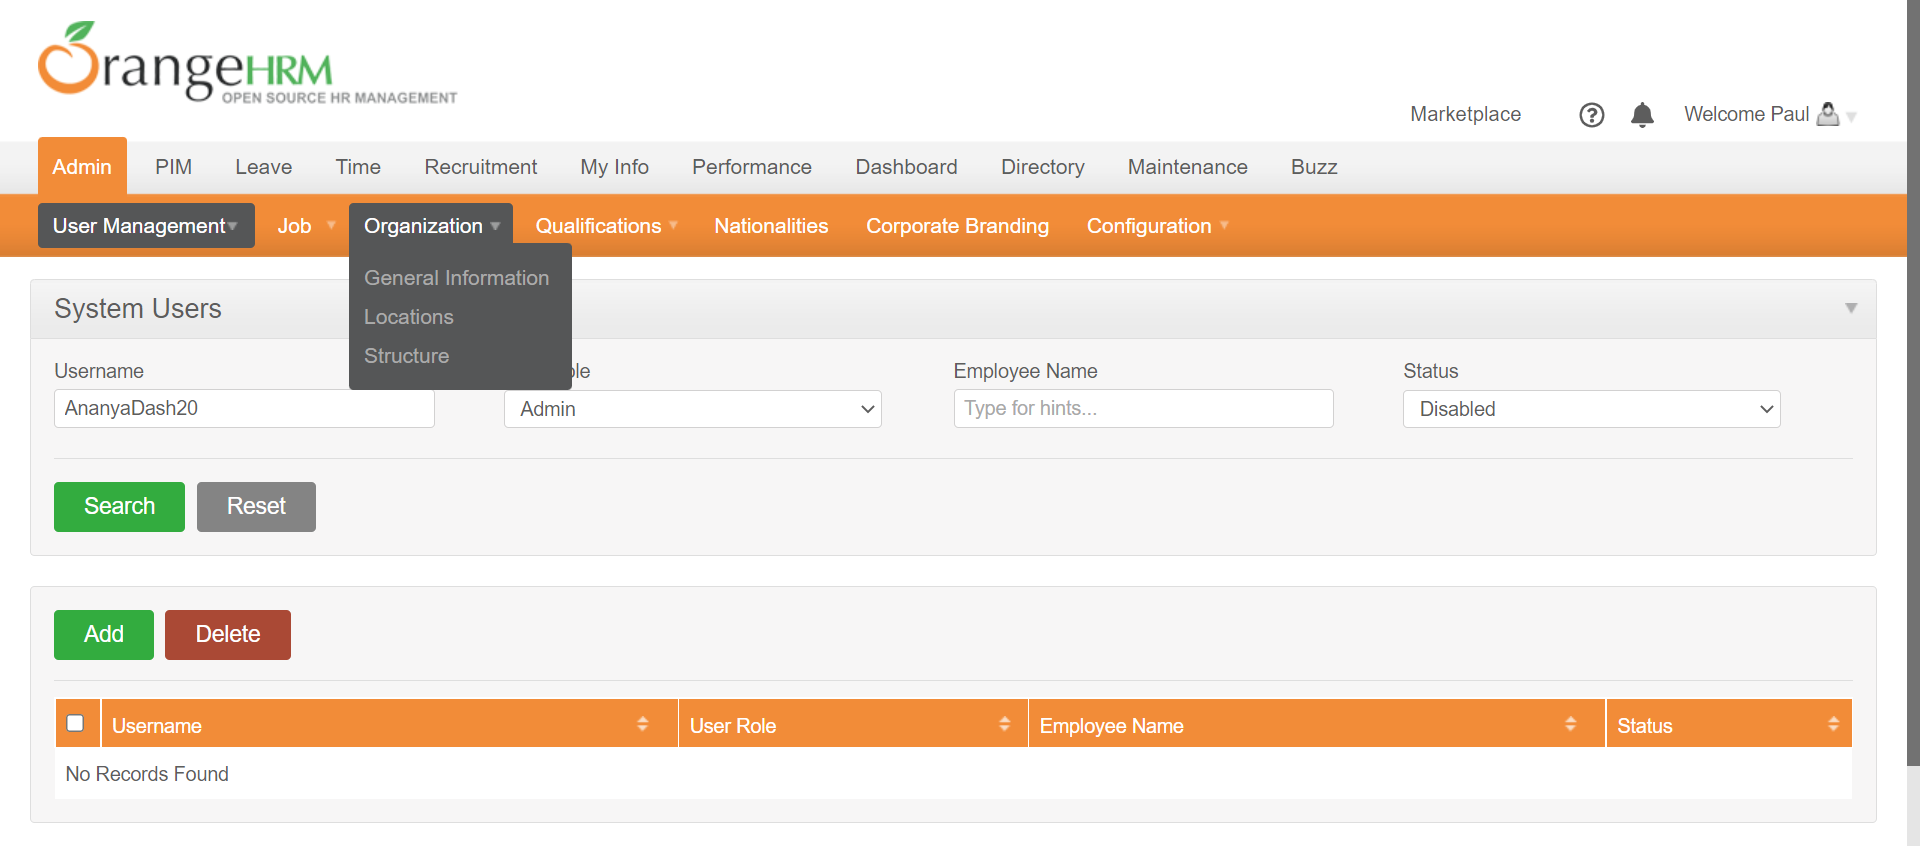 OrangeHRM
OPEN SOURCE HR MANAGEMENT
Marketplace ? Welcome Paul
Admin PIM Leave Time Recruitment My Info Performance Dashboard Directory Maintenance Buzz
User Management Job Organization Qualifications Nationalities Corporate Branding Configuration
General Information
Locations
Structure
System Users
Username ole Employee Name Status
AnanyaDash20 Admin Type for hints... Disabled
Search Reset
Add Delete
Username User Role Employee Name Status
No Records Found